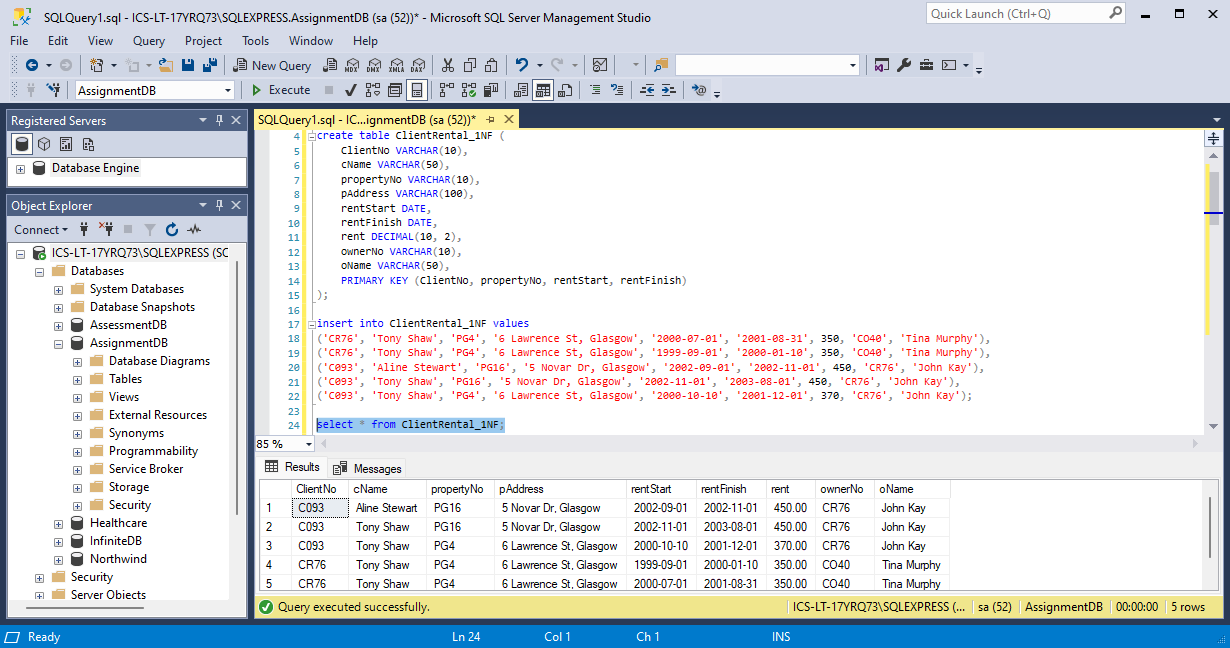 SQLQuery1.sql - ICS-LT-17YRQ73\SQLEXPRESS.AssignmentDB (sa (52))* - Microsoft SQL Server Management Studio
Quick Launch (Ctrl+Q)
File Edit View Query Project Tools Window Help
New Query
MDX DMX XMLA DAX
AssignmentDB Execute
Registered Servers
Database Engine
Object Explorer
Connect
ICS-LT-17YRQ73\SQLEXPRESS (SC
Databases
System Databases
Database Snapshots
AssessmentDB
AssignmentDB
Database Diagrams
Tables
Views
External Resources
Synonyms
Programmability
Service Broker
Storage
Security
Healthcare
InfiniteDB
Northwind
Security
Server Objects
SQLQuery1.sql - IC...ignmentDB (sa (52))*
4 create table ClientRental_1NF (
5 ClientNo VARCHAR(10),
6 cName VARCHAR(50),
7 propertyNo VARCHAR(10),
8 pAddress VARCHAR(100),
9 rentStart DATE,
10 rentFinish DATE,
11 rent DECIMAL(10, 2),
12 ownerNo VARCHAR(10),
13 oName VARCHAR(50),
14 PRIMARY KEY (ClientNo, propertyNo, rentStart, rentFinish)
15 );
16
17 insert into ClientRental_1NF values
18 ('CR76', 'Tony Shaw', 'PG4', '6 Lawrence St, Glasgow', '2000-07-01', '2001-08-31', 350, 'CO40', 'Tina Murphy'),
19 ('CR76', 'Tony Shaw', 'PG4', '6 Lawrence St, Glasgow', '1999-09-01', '2000-01-10', 350, 'CO40', 'Tina Murphy'),
20 ('C093', 'Aline Stewart', 'PG16', '5 Novar Dr, Glasgow', '2002-09-01', '2002-11-01', 450, 'CR76', 'John Kay'),
21 ('C093', 'Tony Shaw', 'PG16', '5 Novar Dr, Glasgow', '2002-11-01', '2003-08-01', 450, 'CR76', 'John Kay'),
22 ('C093', 'Tony Shaw', 'PG4', '6 Lawrence St, Glasgow', '2000-10-10', '2001-12-01', 370, 'CR76', 'John Kay');
23
24 select * from ClientRental_1NF;
85 %
Results Messages
ClientNo cName propertyNo pAddress rentStart rentFinish rent ownerNo oName
1 C093 Aline Stewart PG16 5 Novar Dr, Glasgow 2002-09-01 2002-11-01 450.00 CR76 John Kay
2 C093 Tony Shaw PG16 5 Novar Dr, Glasgow 2002-11-01 2003-08-01 450.00 CR76 John Kay
3 C093 Tony Shaw PG4 6 Lawrence St, Glasgow 2000-10-10 2001-12-01 370.00 CR76 John Kay
4 CR76 Tony Shaw PG4 6 Lawrence St, Glasgow 1999-09-01 2000-01-10 350.00 CO40 Tina Murphy
5 CR76 Tony Shaw PG4 6 Lawrence St, Glasgow 2000-07-01 2001-08-31 350.00 CO40 Tina Murphy
Query executed successfully. ICS-LT-17YRQ73\SQLEXPRESS (... sa (52) AssignmentDB 00:00:00 5 rows
Ready Ln 24 Col 1 Ch 1 INS